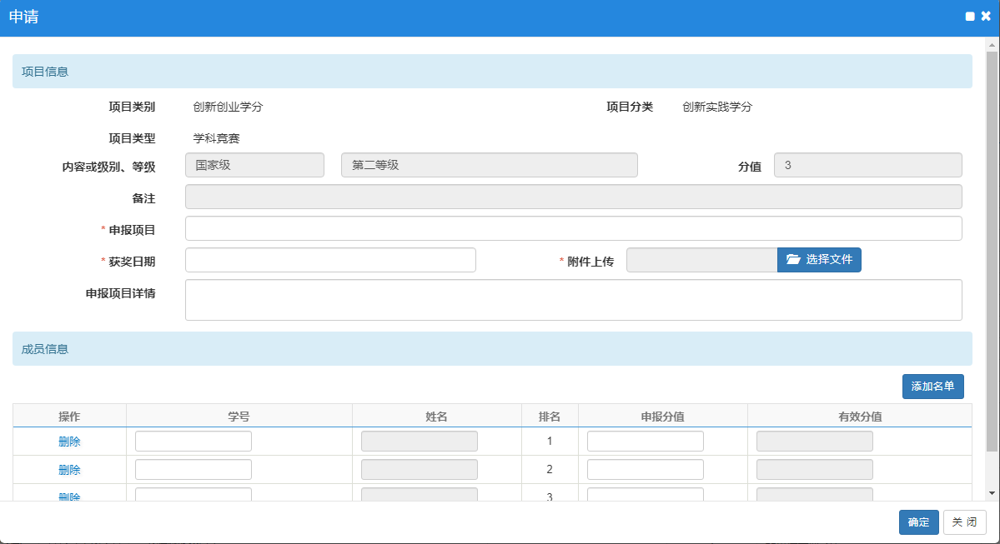 申请
项目信息
项目类别 创新创业学分 项目分类 创新实践学分
项目类型 学科竞赛
内容或级别、等级 国家级 第二等级 分值 3
备注
* 申报项目
* 获奖日期 * 附件上传 选择文件
申报项目详情
成员信息
添加名单
操作 学号 姓名 排名 申报分值 有效分值
删除 1
删除 2
删除 3
确定 关 闭